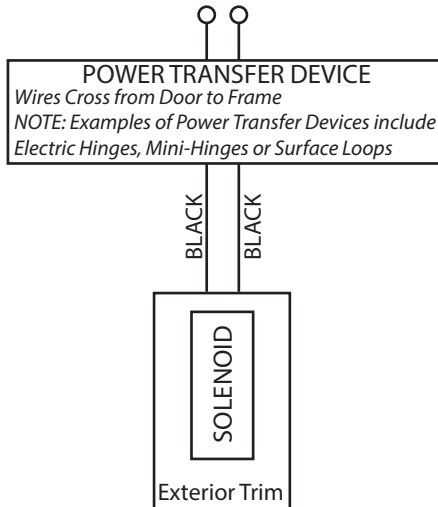 POWER TRANSFER DEVICE
Wires Cross from Door to Frame
NOTE: Examples of Power Transfer Devices include
Electric Hinges, Mini-Hinges or Surface Loops
BLACK
BLACK
SOLENOID
Exterior Trim